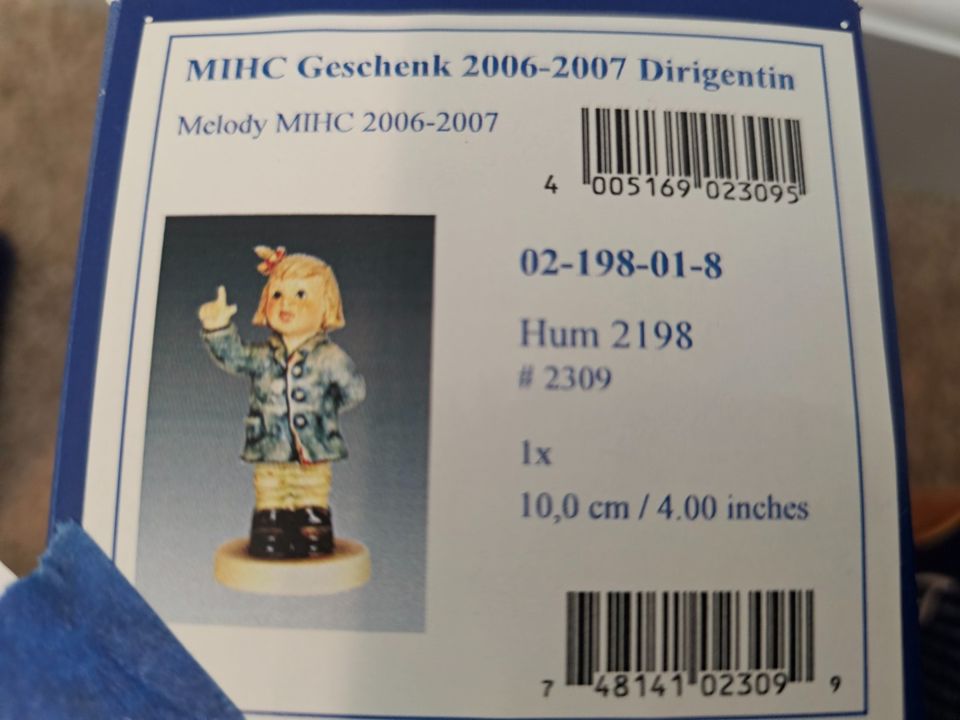 MIHC Geschenk 2006-2007 Dirigentin
Melody MIHC 2006-2007
4 005169 023095
02-198-01-8
Hum 2198
# 2309
1x
10,0 cm / 4.00 inches
7 48141 02309 9